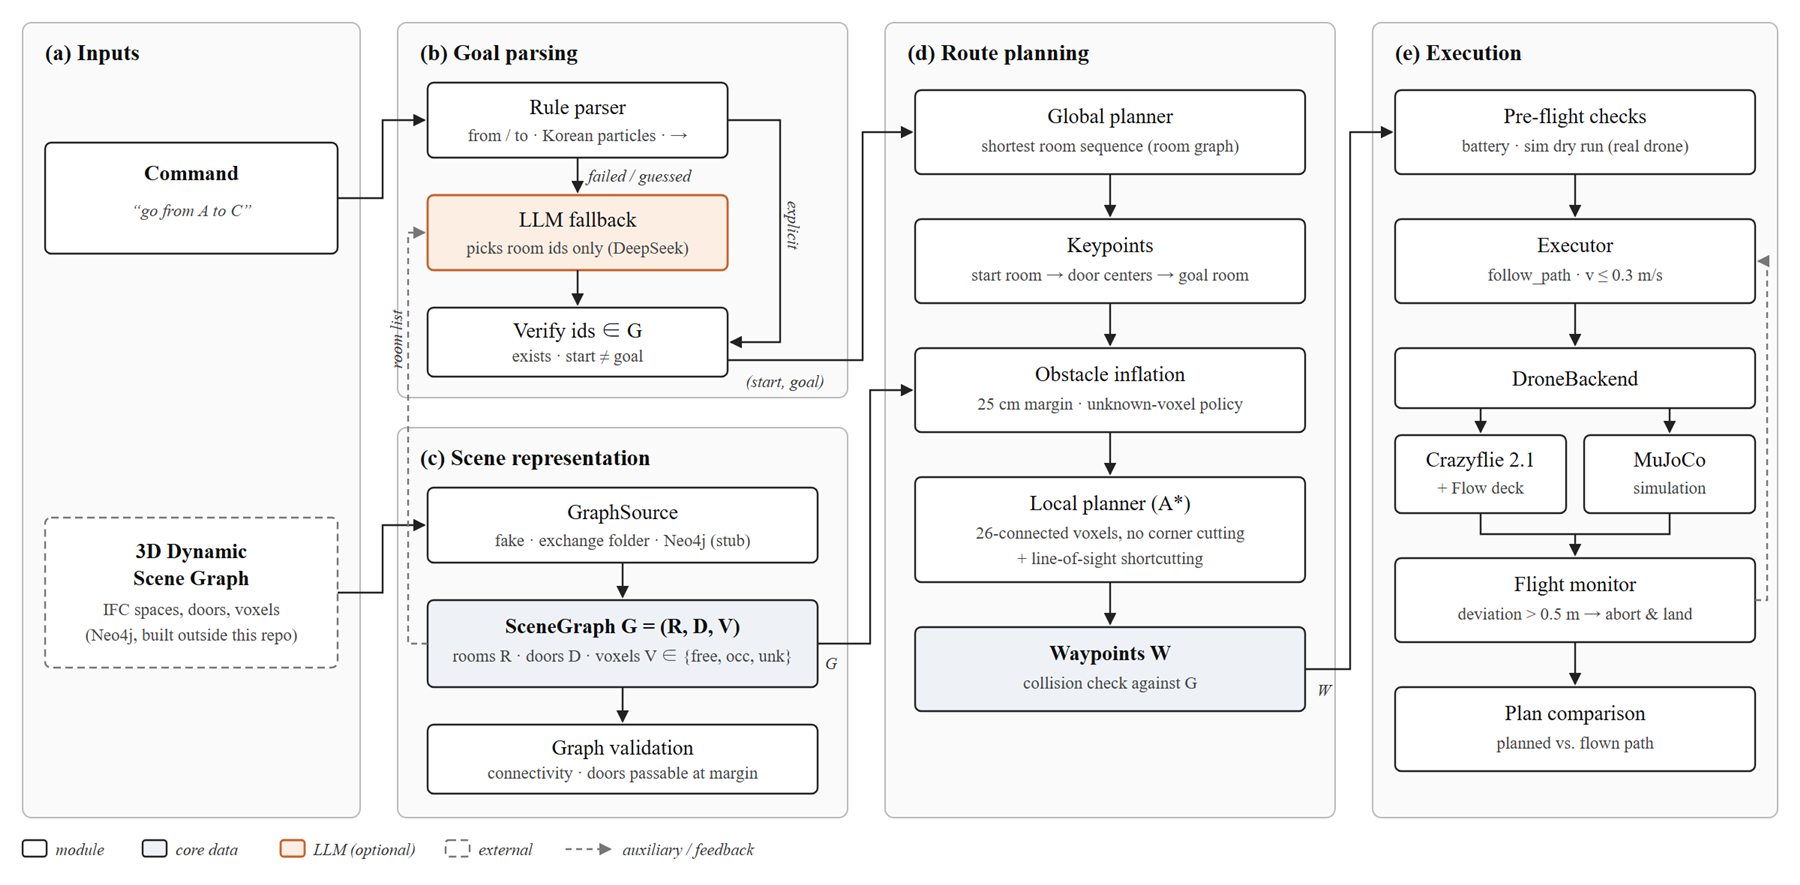 (a) Inputs
Command
“go from A to C”
3D Dynamic
Scene Graph
IFC spaces, doors, voxels
(Neo4j, built outside this repo)
(b) Goal parsing
Rule parser
from / to · Korean particles · →
failed / guessed
explicit
LLM fallback
picks room ids only (DeepSeek)
room list
Verify ids ∈ G
exists · start ≠ goal
(start, goal)
(c) Scene representation
GraphSource
fake · exchange folder · Neo4j (stub)
SceneGraph G = (R, D, V)
rooms R · doors D · voxels V ∈ {free, occ, unk}
G
Graph validation
connectivity · doors passable at margin
(d) Route planning
Global planner
shortest room sequence (room graph)
Keypoints
start room → door centers → goal room
Obstacle inflation
25 cm margin · unknown-voxel policy
Local planner (A*)
26-connected voxels, no corner cutting
+ line-of-sight shortcutting
Waypoints W
collision check against G
W
(e) Execution
Pre-flight checks
battery · sim dry run (real drone)
Executor
follow_path · v ≤ 0.3 m/s
DroneBackend
Crazyflie 2.1
+ Flow deck
MuJoCo
simulation
Flight monitor
deviation > 0.5 m → abort & land
Plan comparison
planned vs. flown path
module
core data
LLM (optional)
external
auxiliary / feedback